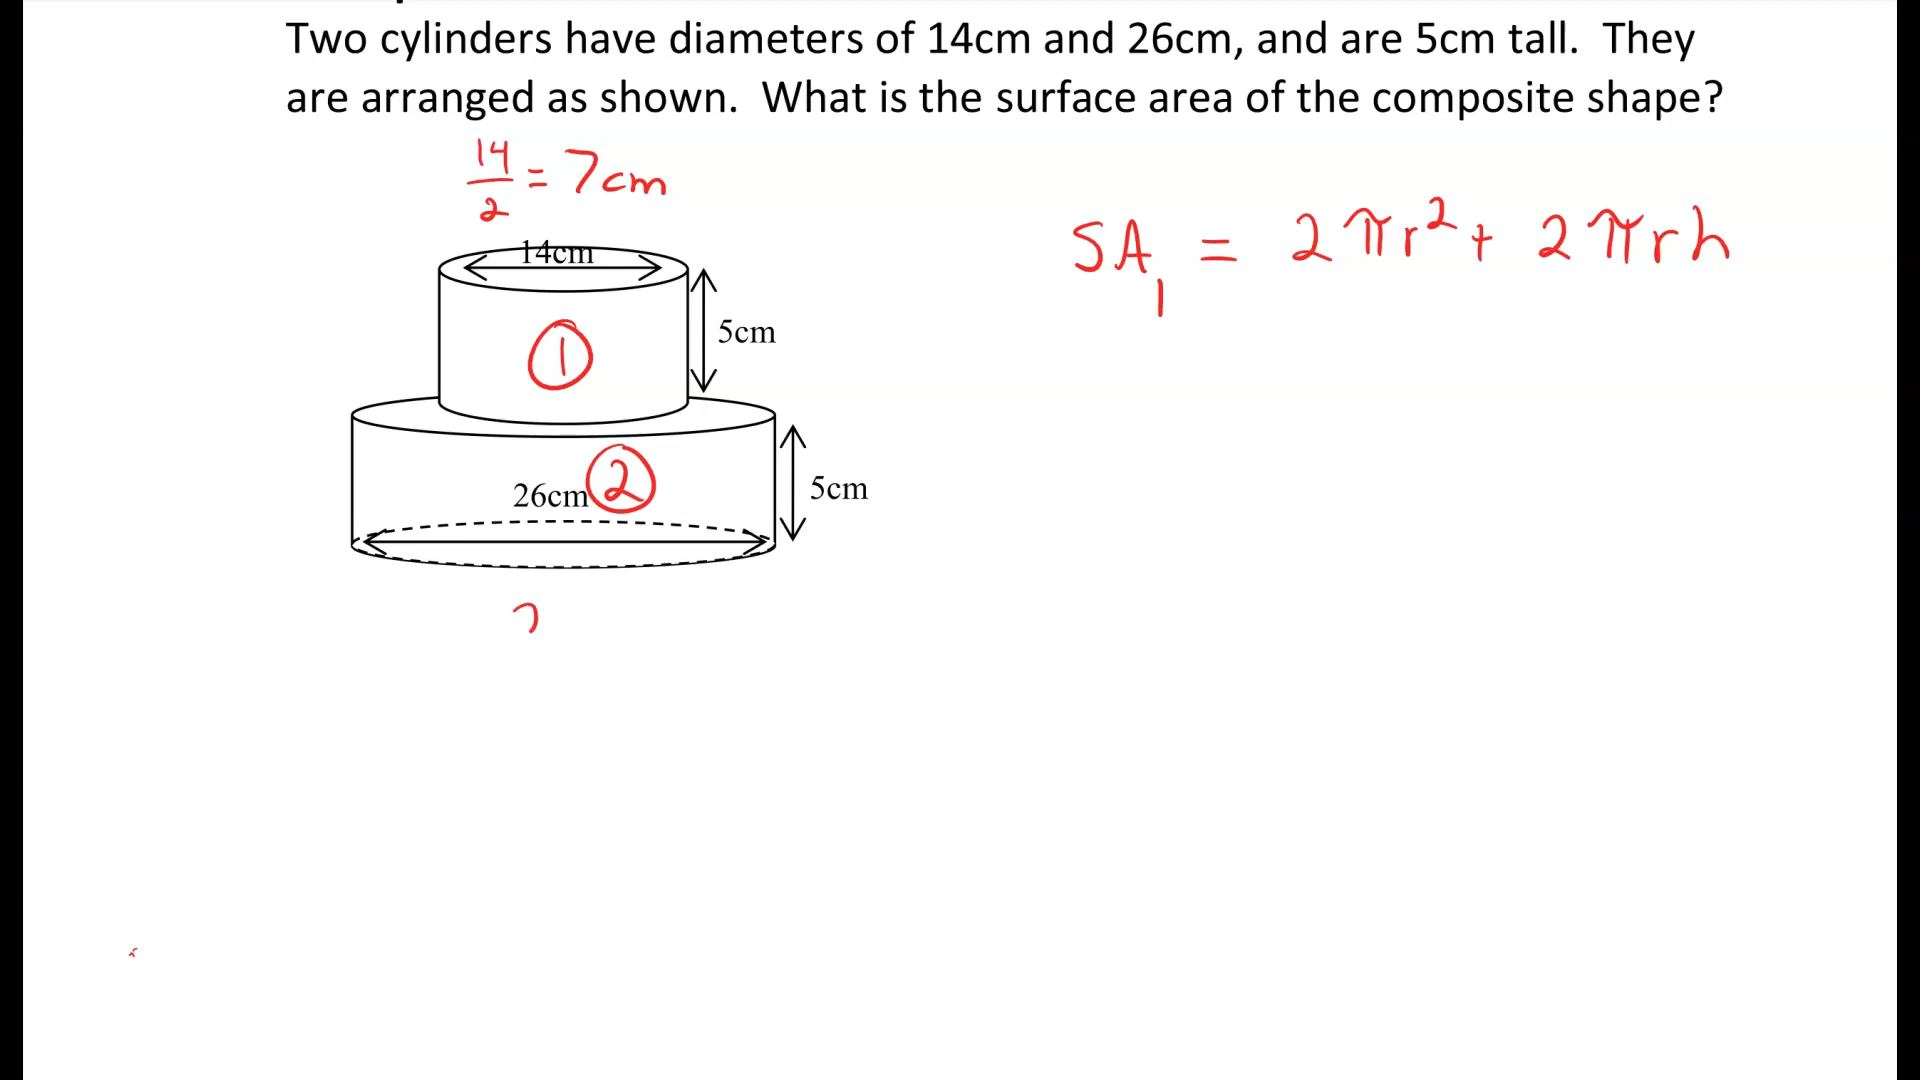 Two cylinders have diameters of 14cm and 26cm, and are 5cm tall. They
are arranged as shown. What is the surface area of the composite shape?
14/2 = 7cm
SA₁ = 2πr² + 2πrh
14cm
1
5cm
2
26cm
5cm
2